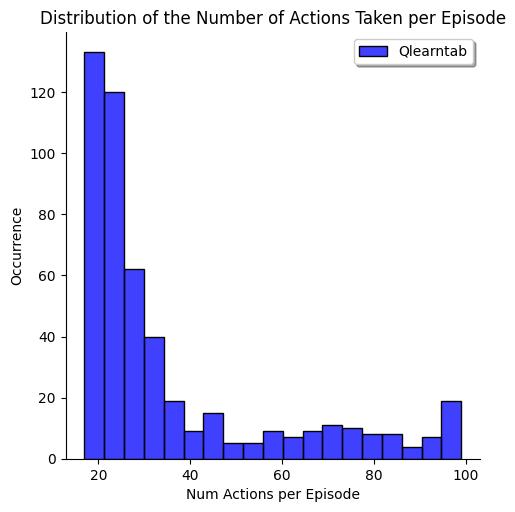 Distribution of the Number of Actions Taken per Episode
Qlearntab
Occurrence
120
100
80
60
40
20
0
20 40 60 80 100
Num Actions per Episode